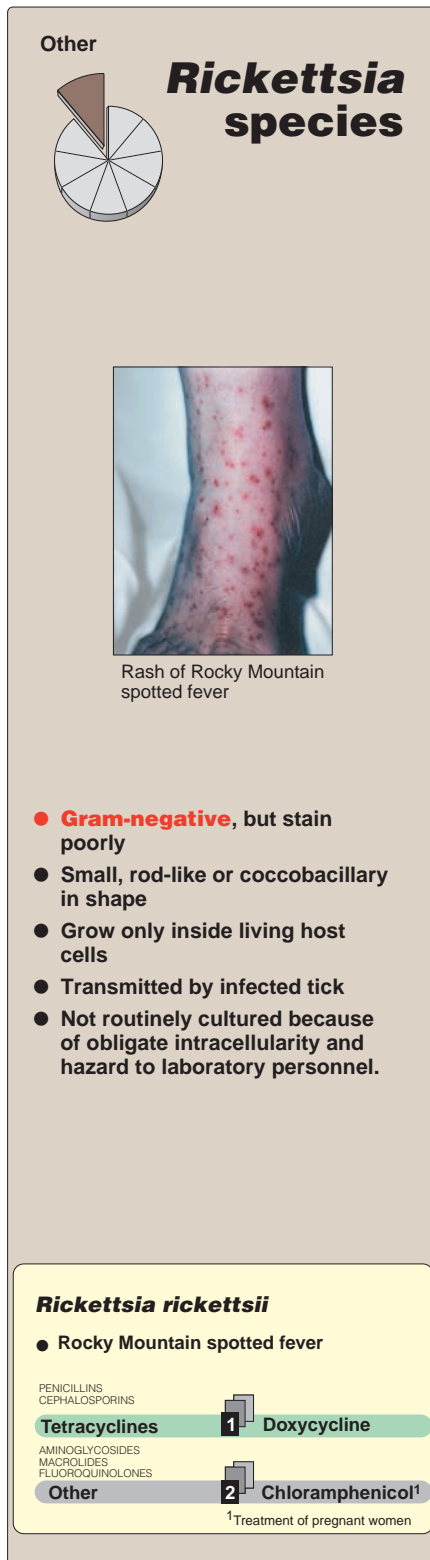 Other
Rickettsia
species
Rash of Rocky Mountain
spotted fever
● Gram-negative, but stain
poorly
● Small, rod-like or coccobacillary
in shape
● Grow only inside living host
cells
● Transmitted by infected tick
● Not routinely cultured because
of obligate intracellularity and
hazard to laboratory personnel.
Rickettsia rickettsii
● Rocky Mountain spotted fever
PENICILLINS
CEPHALOSPORINS
Tetracyclines 1 Doxycycline
AMINOGLYCOSIDES
MACROLIDES
FLUOROQUINOLONES
Other 2 Chloramphenicol¹
¹Treatment of pregnant women